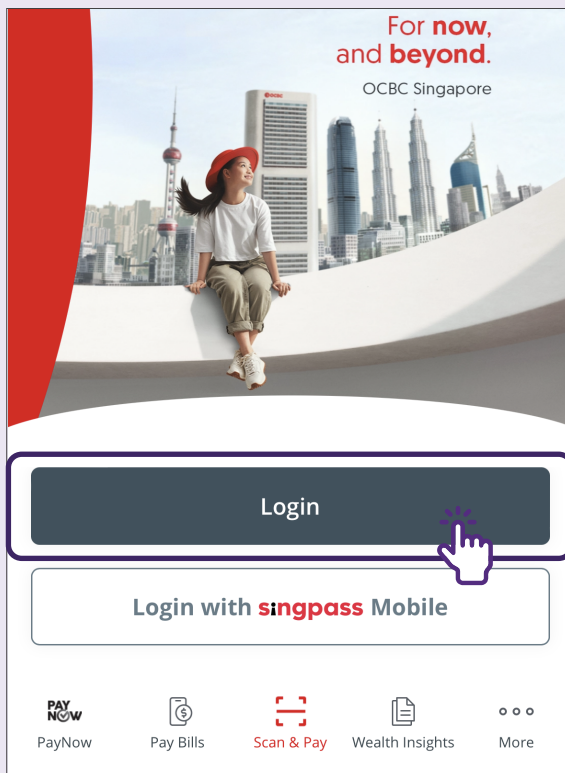 For now,
and beyond.
OCBC Singapore
OCBC
Login
Login with singpass Mobile
PAY
NOW
PayNow
Pay Bills
Scan & Pay
Wealth Insights
More